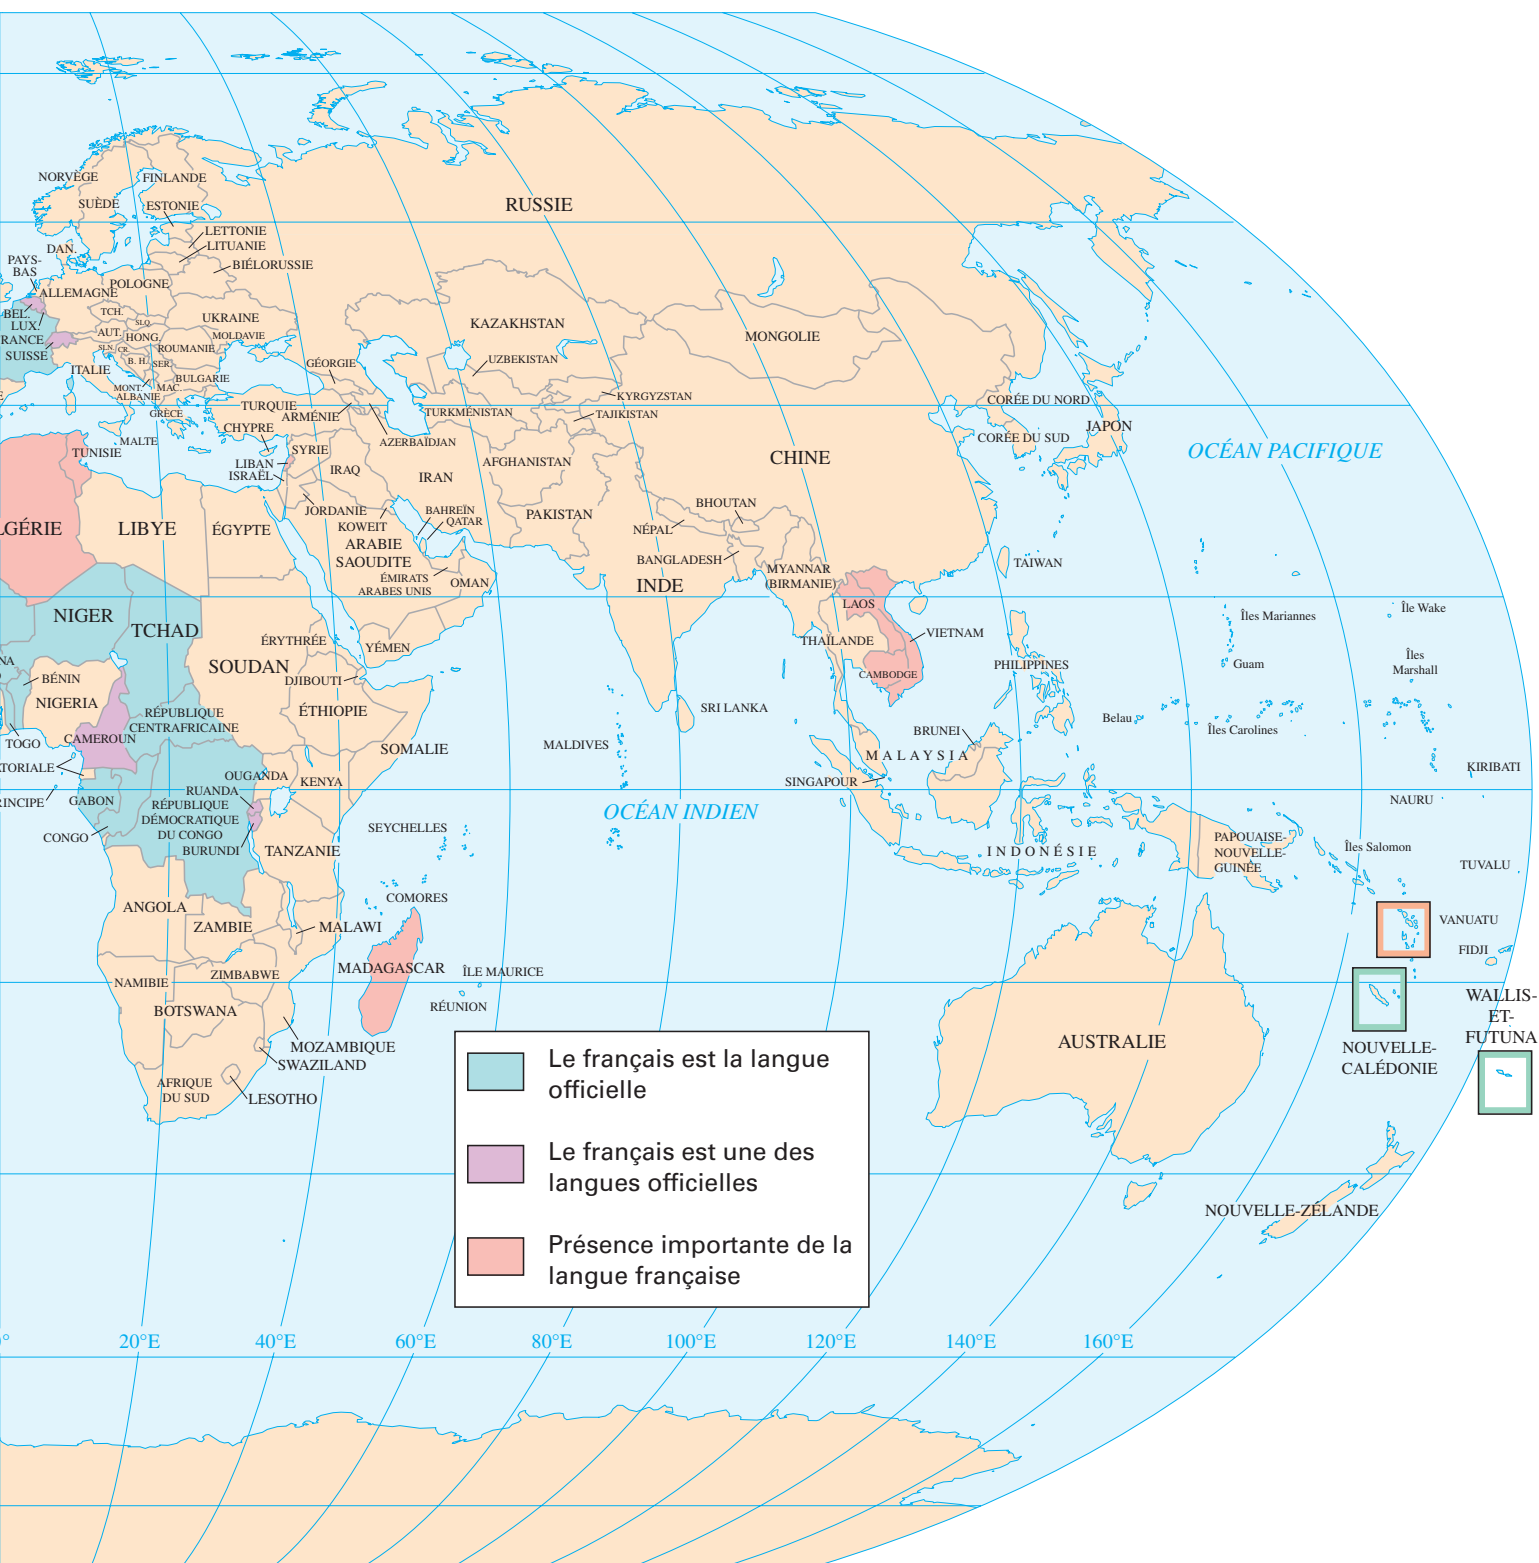 NORVÈGE
FINLANDE
SUÈDE
ESTONIE
RUSSIE
LETTONIE
LITUANIE
DAN.
PAYS-
BAS
BIÉLORUSSIE
POLOGNE
ALLEMAGNE
BEL.
LUX.
TCH.
SLQ.
UKRAINE
RANCE
AUT.
HONG.
MOLDAVIE
SUISSE
SLN.
CR.
ROUMANIE
B. H.
SER.
ITALIE
BULGARIE
MONT.
MAC.
ALBANIE
GRÈCE
E
KAZAKHSTAN
MONGOLIE
UZBEKISTAN
GÉORGIE
KYRGYZSTAN
TURQUIE
ARMÉNIE
TURKMÉNISTAN
TAJIKISTAN
CORÉE DU NORD
CHYPRE
AZERBAÏDJAN
CORÉE DU SUD
JAPON
MALTE
TUNISIE
SYRIE
LIBAN
ISRAËL
IRAQ
IRAN
AFGHANISTAN
CHINE
OCÉAN PACIFIQUE
JORDANIE
KOWEIT
BAHREÏN
QATAR
PAKISTAN
NÉPAL
BHOUTAN
LGÉRIE
LIBYE
ÉGYPTE
ARABIE
SAOUDITE
ÉMIRATS
ARABES UNIS
OMAN
BANGLADESH
INDE
MYANNAR
(BIRMANIE)
TAIWAN
LAOS
NIGER
TCHAD
ÉRYTHRÉE
YÉMEN
THAÏLANDE
VIETNAM
Îles Mariannes
Île Wake
NA
BÉNIN
SOUDAN
DJIBOUTI
CAMBODGE
PHILIPPINES
Guam
Îles
Marshall
NIGERIA
RÉPUBLIQUE
CENTRAFRICAINE
ÉTHIOPIE
SRI LANKA
Belau
Îles Carolines
TOGO
CAMEROUN
SOMALIE
MALDIVES
BRUNEI
MALAYSIA
TORIALE
OUGANDA
KENYA
SINGAPOUR
KIRIBATI
RINCIPE
GABON
RUANDA
RÉPUBLIQUE
DÉMOCRATIQUE
DU CONGO
OCÉAN INDIEN
NAURU
CONGO
BURUNDI
TANZANIE
SEYCHELLES
INDONÉSIE
PAPOUAISE-
NOUVELLE-
GUINÉE
Îles Salomon
TUVALU
COMORES
ANGOLA
ZAMBIE
MALAWI
VANUATU
FIDJI
MADAGASCAR
ÎLE MAURICE
NAMIBIE
ZIMBABWE
RÉUNION
BOTSWANA
WALLIS-
ET-
FUTUNA
MOZAMBIQUE
SWAZILAND
AUSTRALIE
NOUVELLE-
CALÉDONIE
AFRIQUE
DU SUD
LESOTHO
Le français est la langue
officielle
Le français est une des
langues officielles
Présence importante de la
langue française
NOUVELLE-ZÉLANDE
°
20°E
40°E
60°E
80°E
100°E
120°E
140°E
160°E